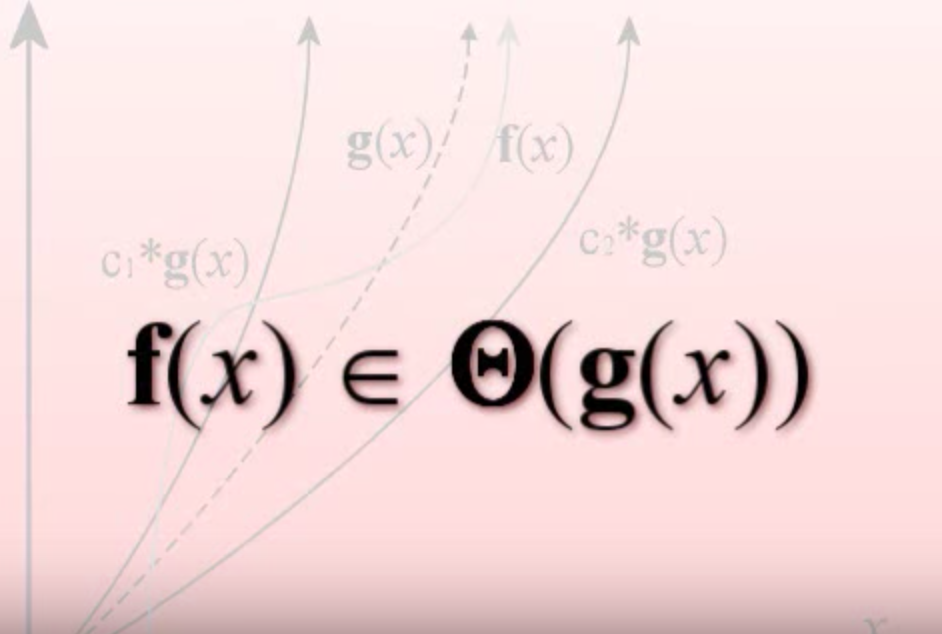 g(x) f(x)
c₁*g(x) c₂*g(x)
f(x) ∈ Θ(g(x))
x